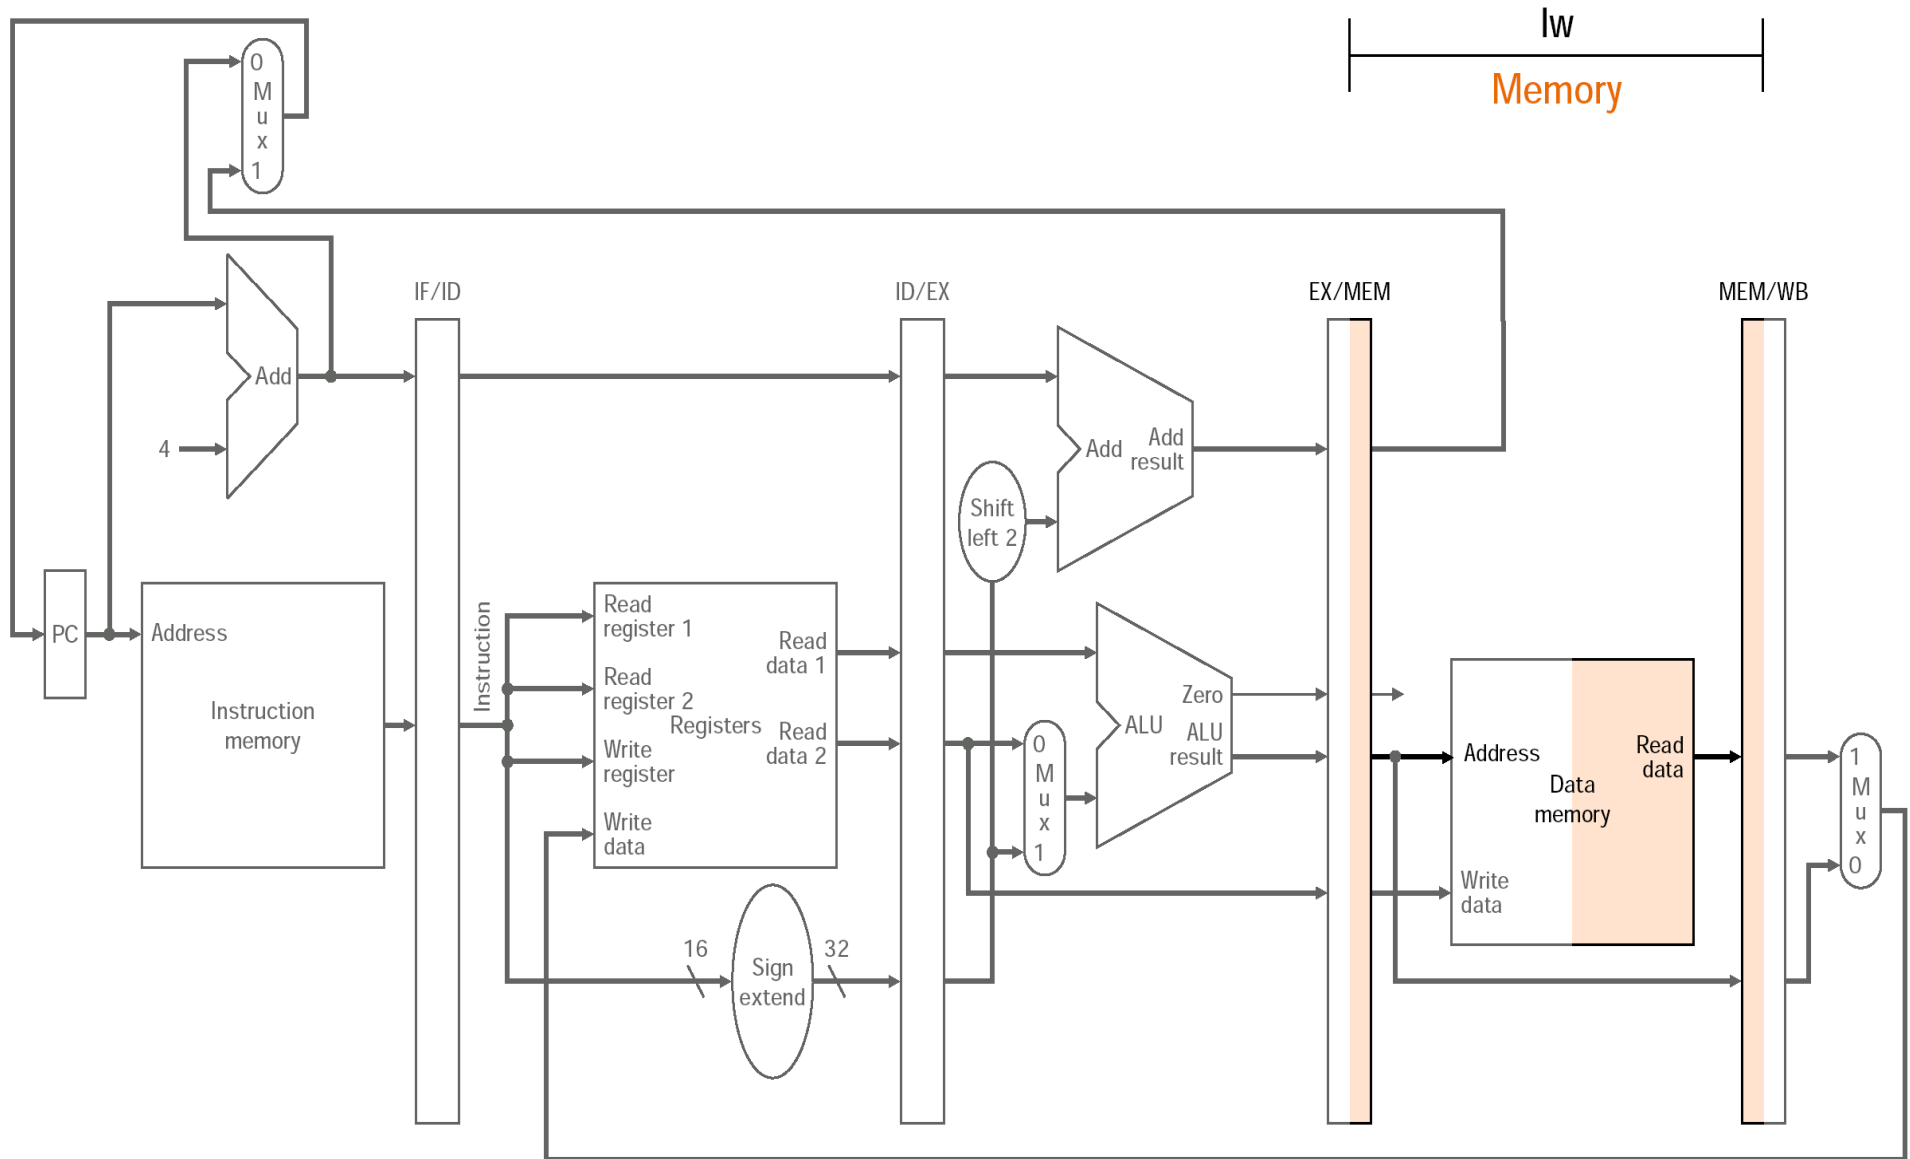 lw
Memory
0
M
u
x
1
IF/ID
ID/EX
EX/MEM
MEM/WB
Add
4
Add
Add
result
Shift
left 2
PC
Address
Instruction
memory
Instruction
Read
register 1
Read
register 2
Write
register
Write
data
Registers
Read
data 1
Read
data 2
16
Sign
extend
32
0
M
u
x
1
Zero
ALU
ALU
result
Address
Read
data
Data
memory
Write
data
1
M
u
x
0